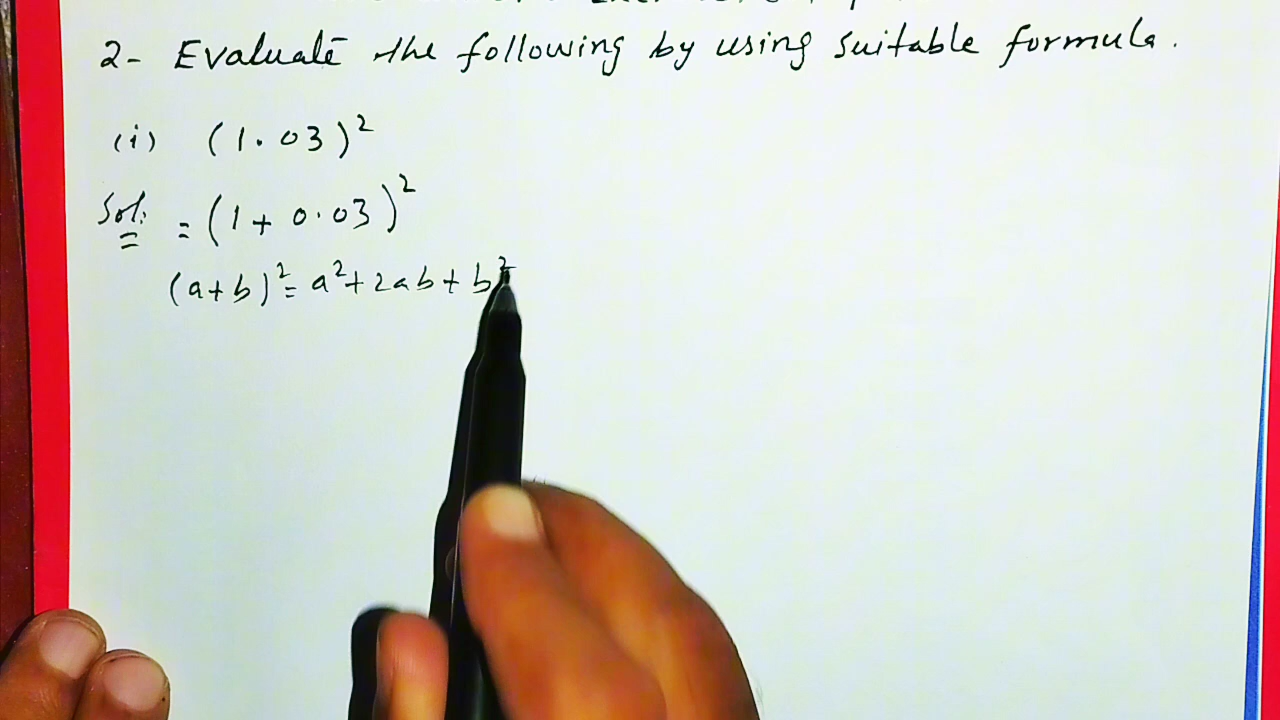 2- Evaluate the following by using suitable formula.
(i) (1.03)²
Sol: = (1 + 0.03)²
(a+b)² = a² + 2ab + b²